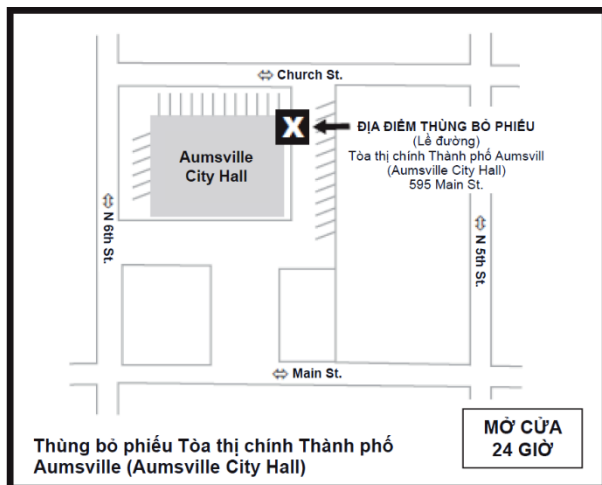 Church St.
X
ĐỊA ĐIỂM THÙNG BỎ PHIẾU
(Lề đường)
Tòa thị chính Thành phố Aumsvill
(Aumsville City Hall)
595 Main St.
Aumsville
City Hall
N 6th St.
N 5th St.
Main St.
Thùng bỏ phiếu Tòa thị chính Thành phố
Aumsville (Aumsville City Hall)
MỞ CỬA
24 GIỜ